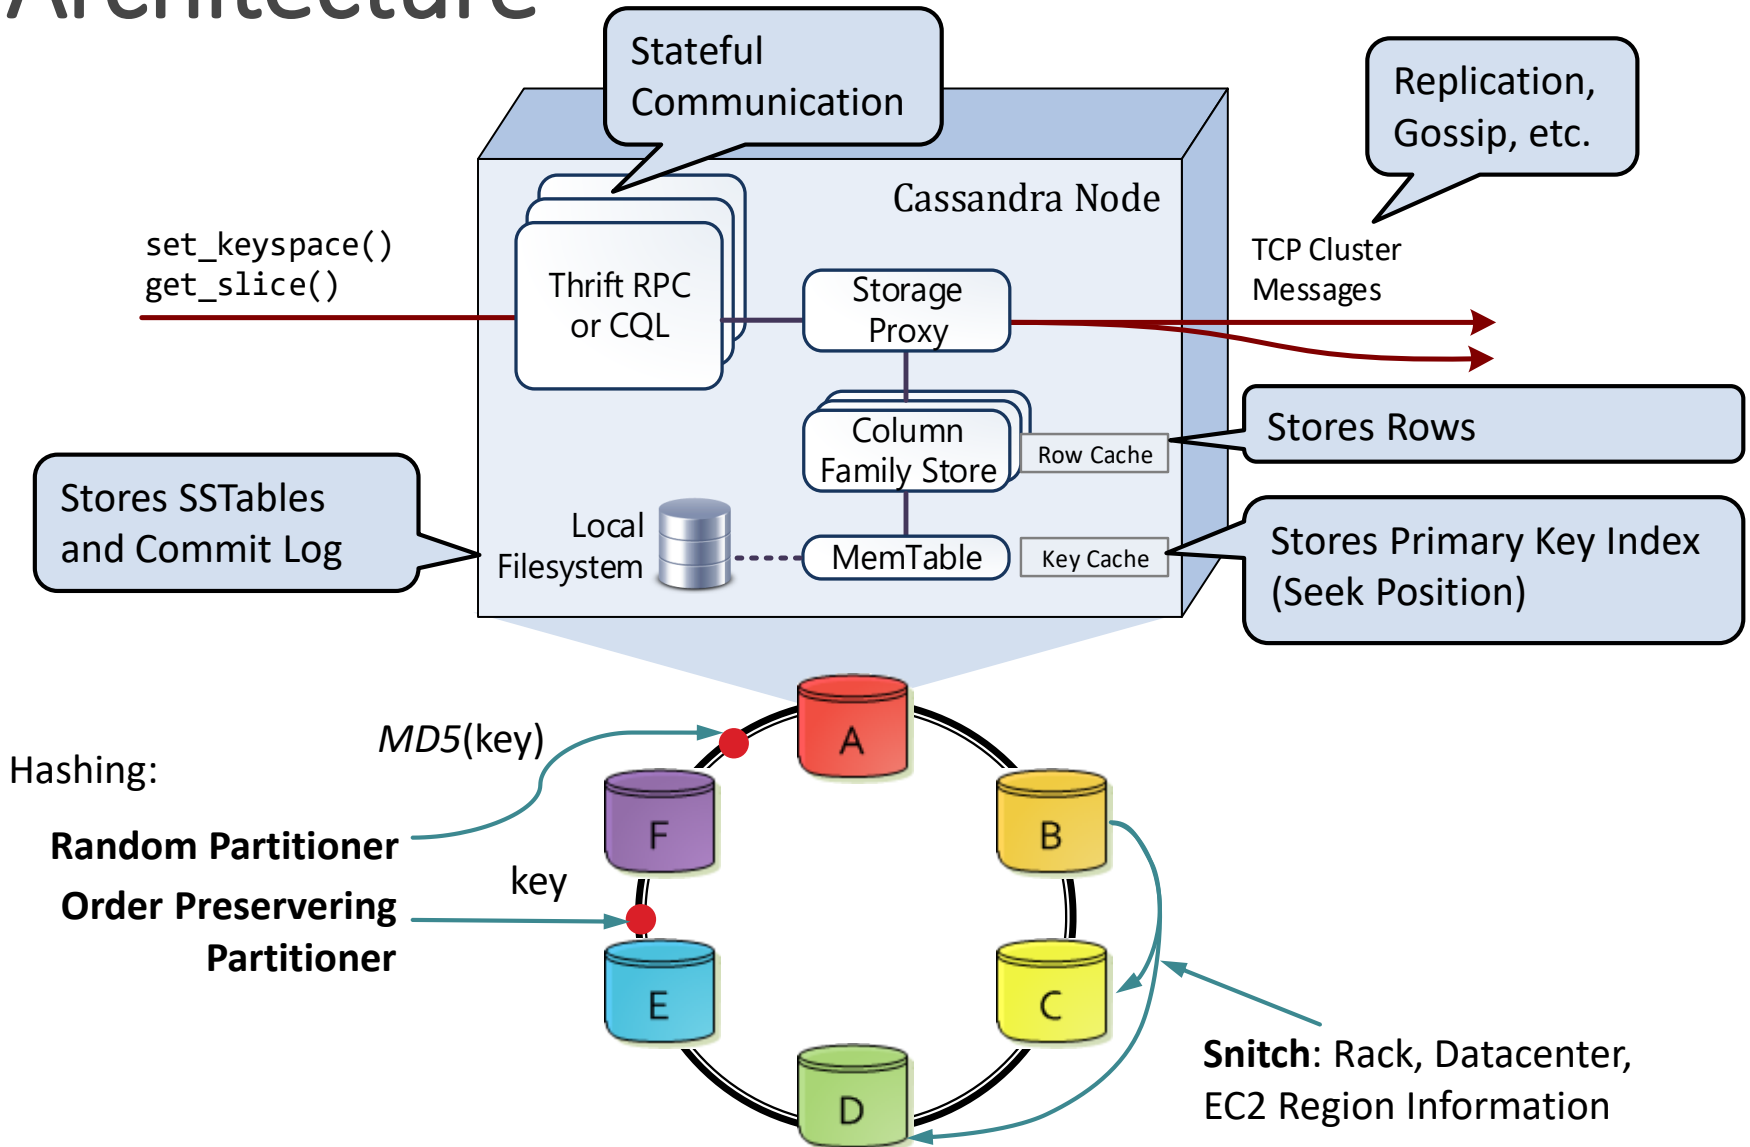 Architecture
Stateful
Communication
Replication,
Gossip, etc.
Cassandra Node
set_keyspace()
get_slice()
TCP Cluster
Messages
Thrift RPC
or CQL
Storage
Proxy
Stores Rows
Column
Family Store
Row Cache
Stores SSTables
and Commit Log
Local
Filesystem
MemTable
Key Cache
Stores Primary Key Index
(Seek Position)
MD5(key)
A
Hashing:
F
B
Random Partitioner
key
Order Preservering
Partitioner
E
C
Snitch: Rack, Datacenter,
EC2 Region Information
D